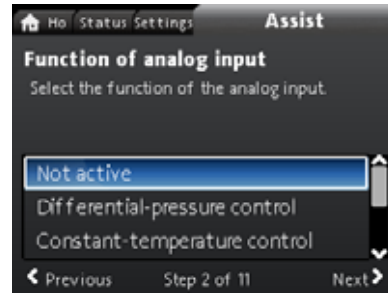 Ho Status Settings Assist
Function of analog input
Select the function of the analog input.
Not active
Differential-pressure control
Constant-temperature control
Previous Step 2 of 11 Next